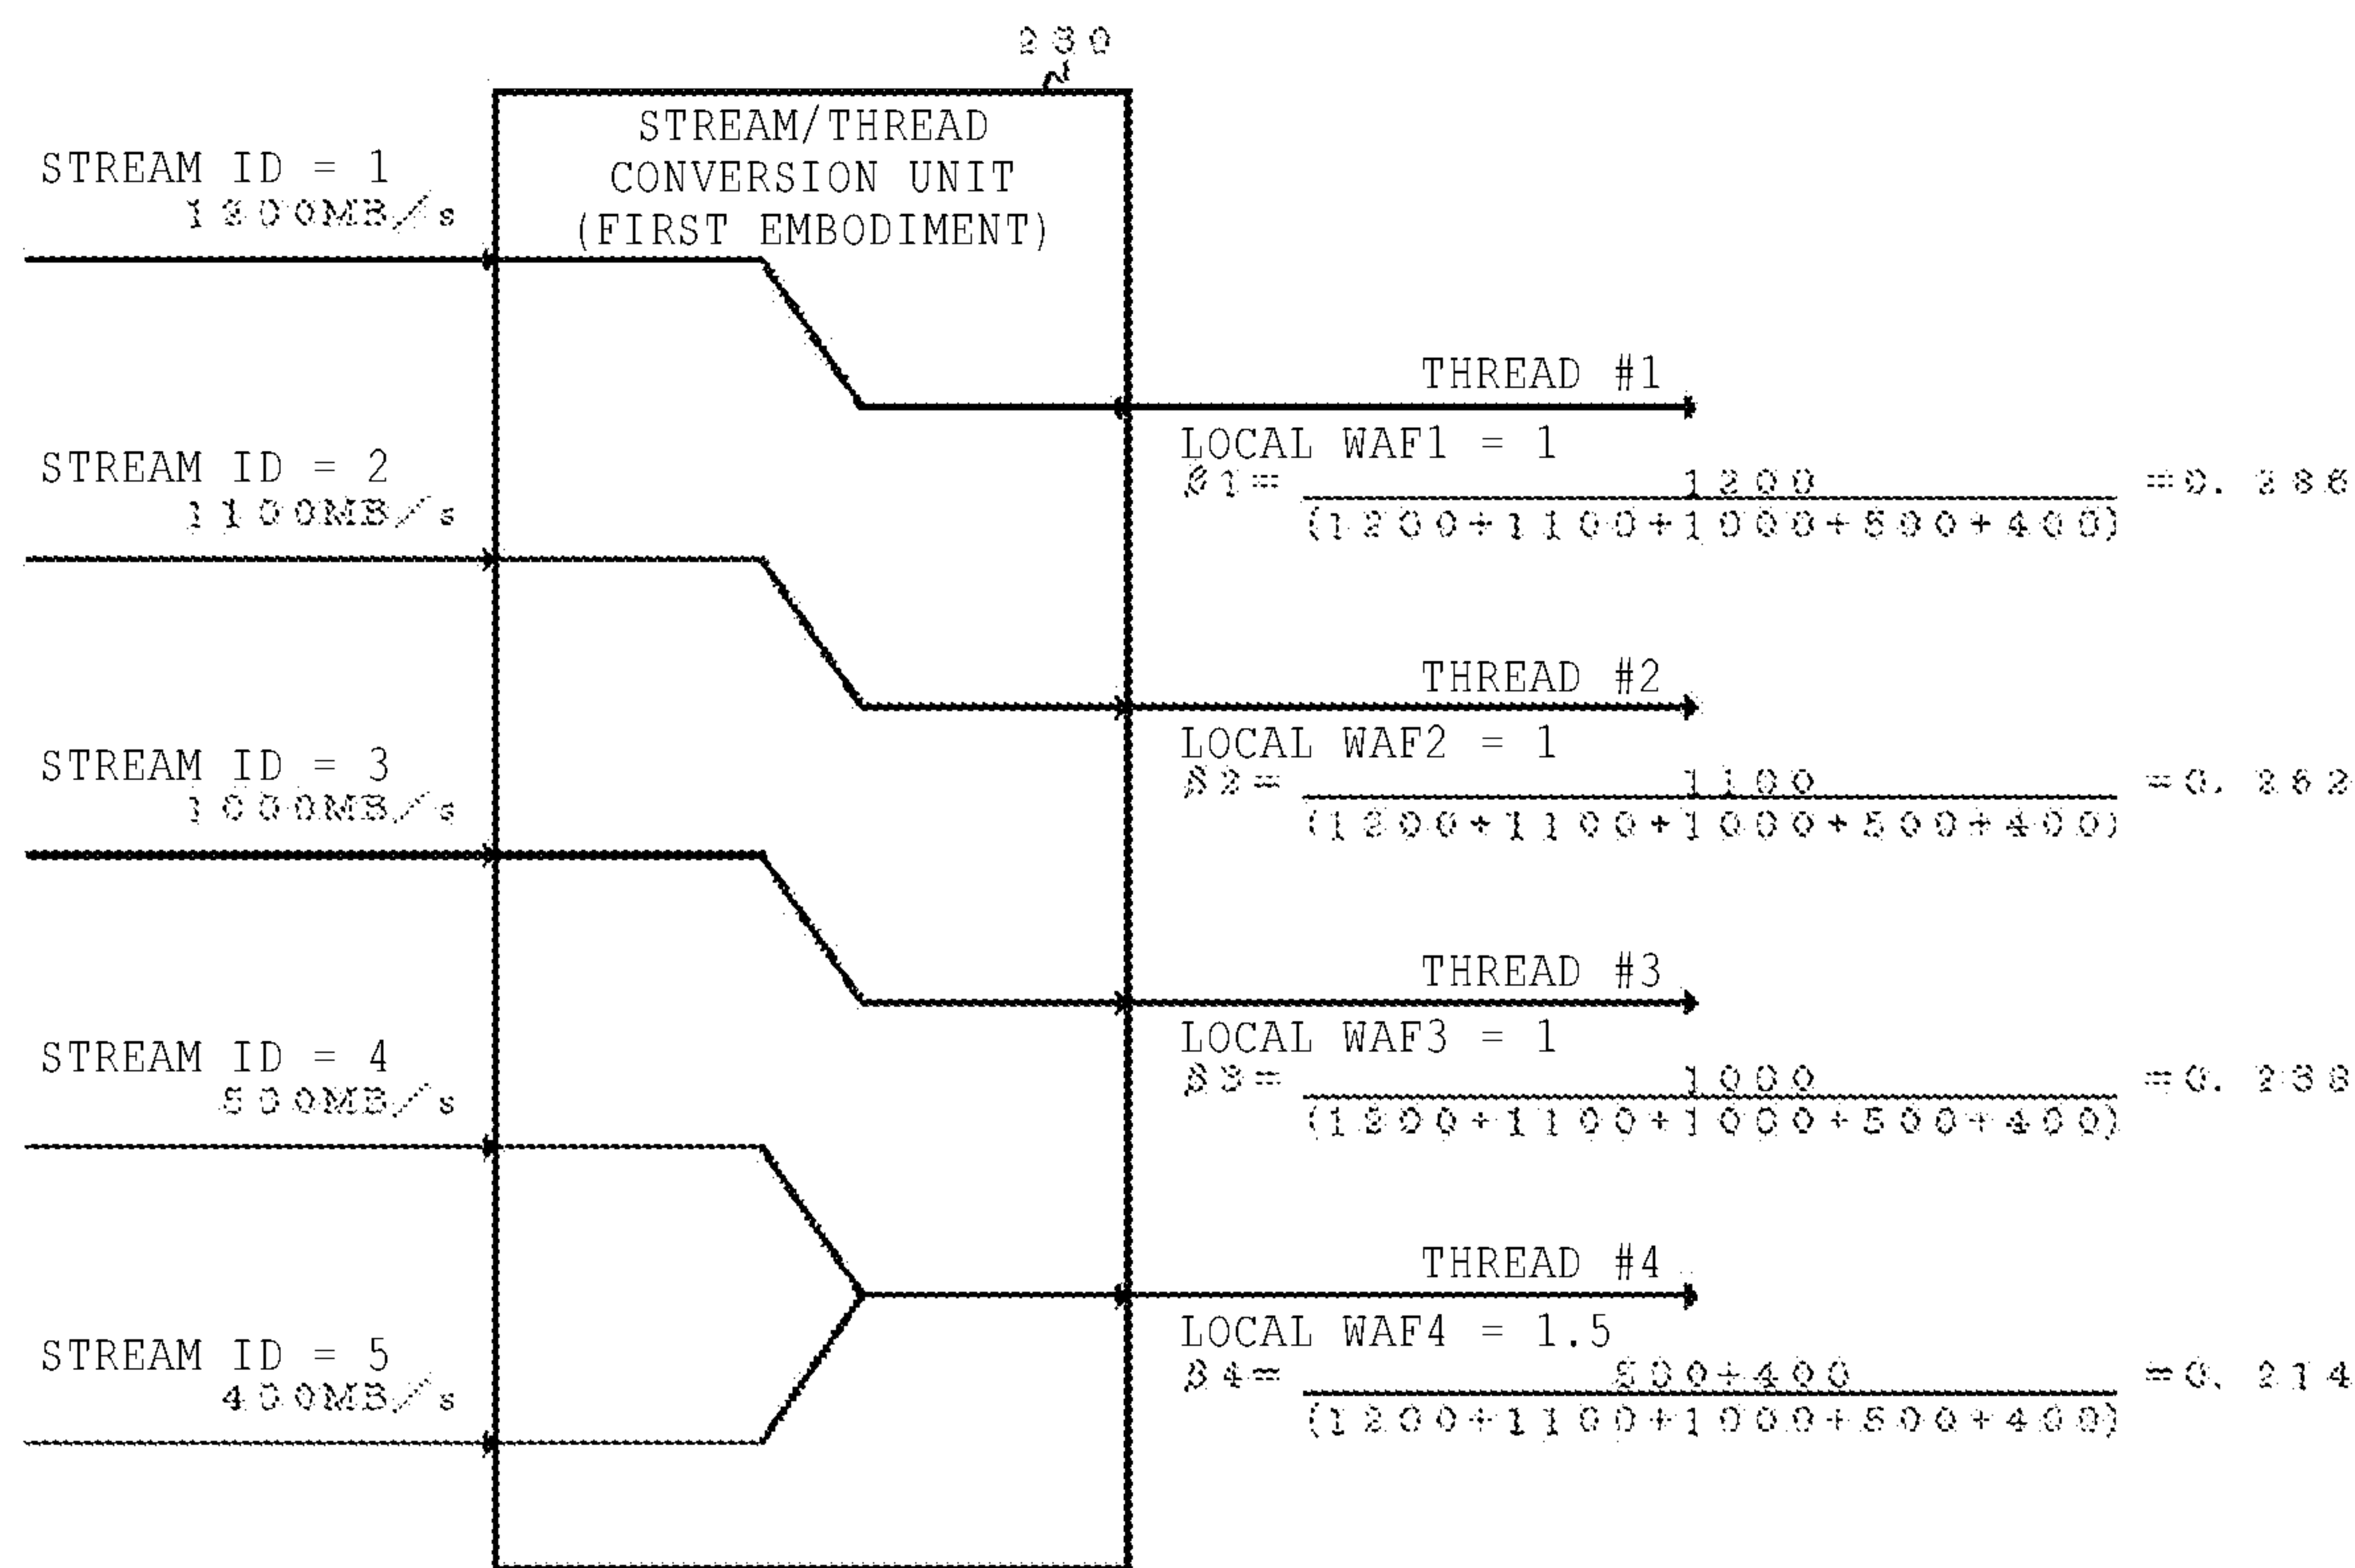 230
STREAM/THREAD
CONVERSION UNIT
(FIRST EMBODIMENT)
STREAM ID = 1
1200MB/s
THREAD #1
LOCAL WAF1 = 1
β1= 1200 =0.286
(1200+1100+1000+500+400)
STREAM ID = 2
1100MB/s
THREAD #2
LOCAL WAF2 = 1
β2= 1100 =0.262
(1200+1100+1000+500+400)
STREAM ID = 3
1000MB/s
THREAD #3
LOCAL WAF3 = 1
β3= 1000 =0.238
(1200+1100+1000+500+400)
STREAM ID = 4
500MB/s
THREAD #4
LOCAL WAF4 = 1.5
β4= 500+400 =0.214
(1200+1100+1000+500+400)
STREAM ID = 5
400MB/s